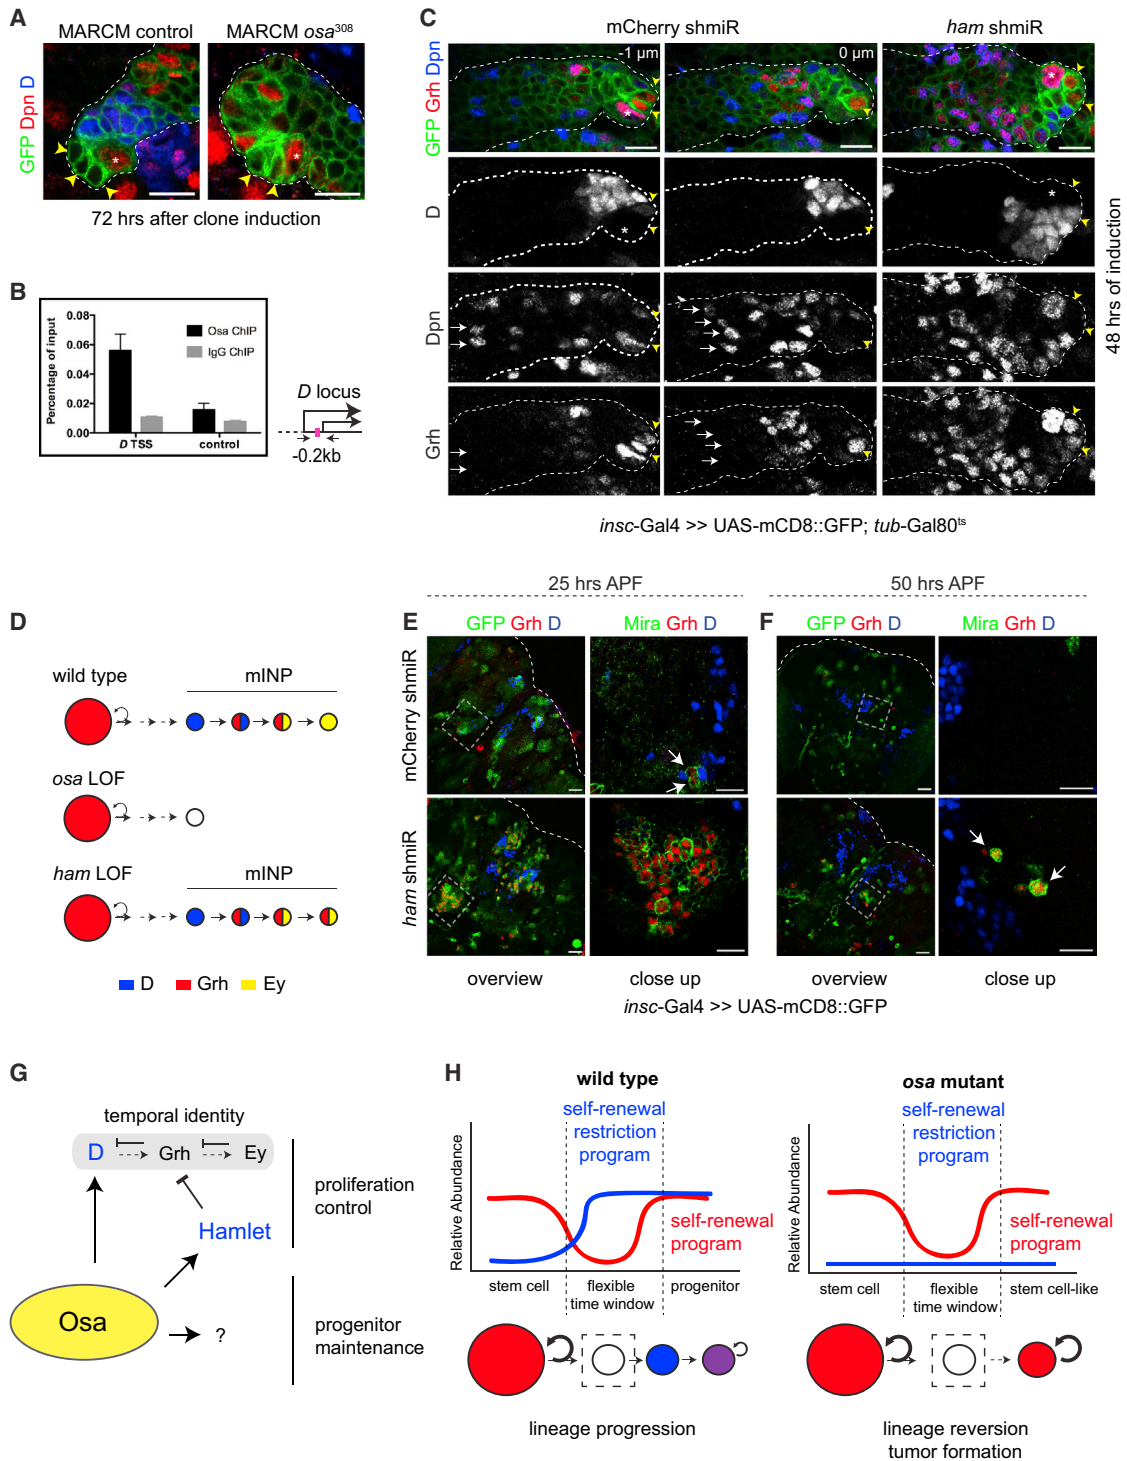 A
MARCM control
MARCM osa308
GFP Dpn D
*
*
72 hrs after clone induction
B
Percentage of input
0.08
0.06
0.04
0.02
0.00
Osa ChIP
IgG ChIP
D TSS
control
D locus
-0.2kb
C
mCherry shmiR
ham shmiR
GFP Grh Dpn
-1 µm
0 µm
*
*
D
*
*
Dpn
Grh
48 hrs of induction
insc-Gal4 >> UAS-mCD8::GFP; tub-Gal80ts
D
wild type
mINP
osa LOF
ham LOF
mINP
D
Grh
Ey
25 hrs APF
50 hrs APF
E
GFP Grh D
Mira Grh D
F
GFP Grh D
Mira Grh D
mCherry shmiR
ham shmiR
overview
close up
overview
close up
insc-Gal4 >> UAS-mCD8::GFP
G
temporal identity
D
Grh
Ey
Hamlet
Osa
?
proliferation
control
progenitor
maintenance
H
wild type
self-renewal
restriction
program
Relative Abundance
self-renewal
program
stem cell
flexible
time window
progenitor
lineage progression
osa mutant
self-renewal
restriction
program
Relative Abundance
self-renewal
program
stem cell
flexible
time window
stem cell-like
lineage reversion
tumor formation